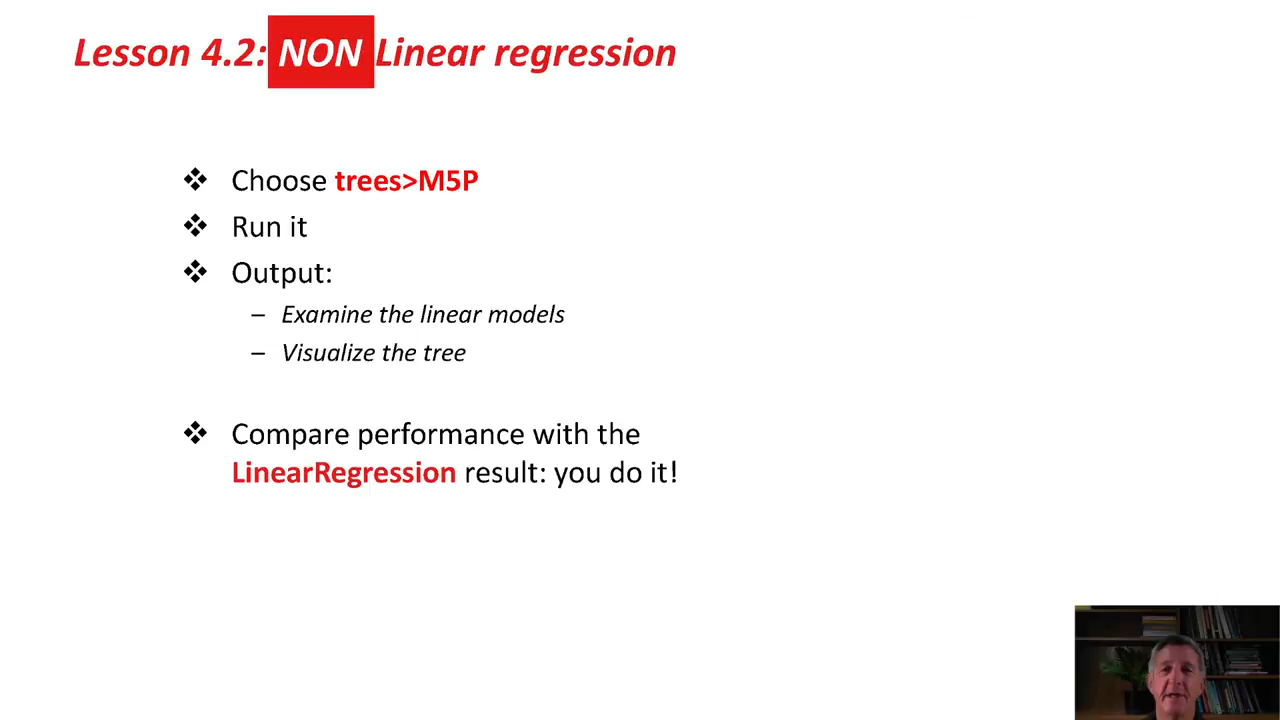 Lesson 4.2: NON Linear regression
❖ Choose trees>M5P
❖ Run it
❖ Output:
– Examine the linear models
– Visualize the tree
❖ Compare performance with the
LinearRegression result: you do it!